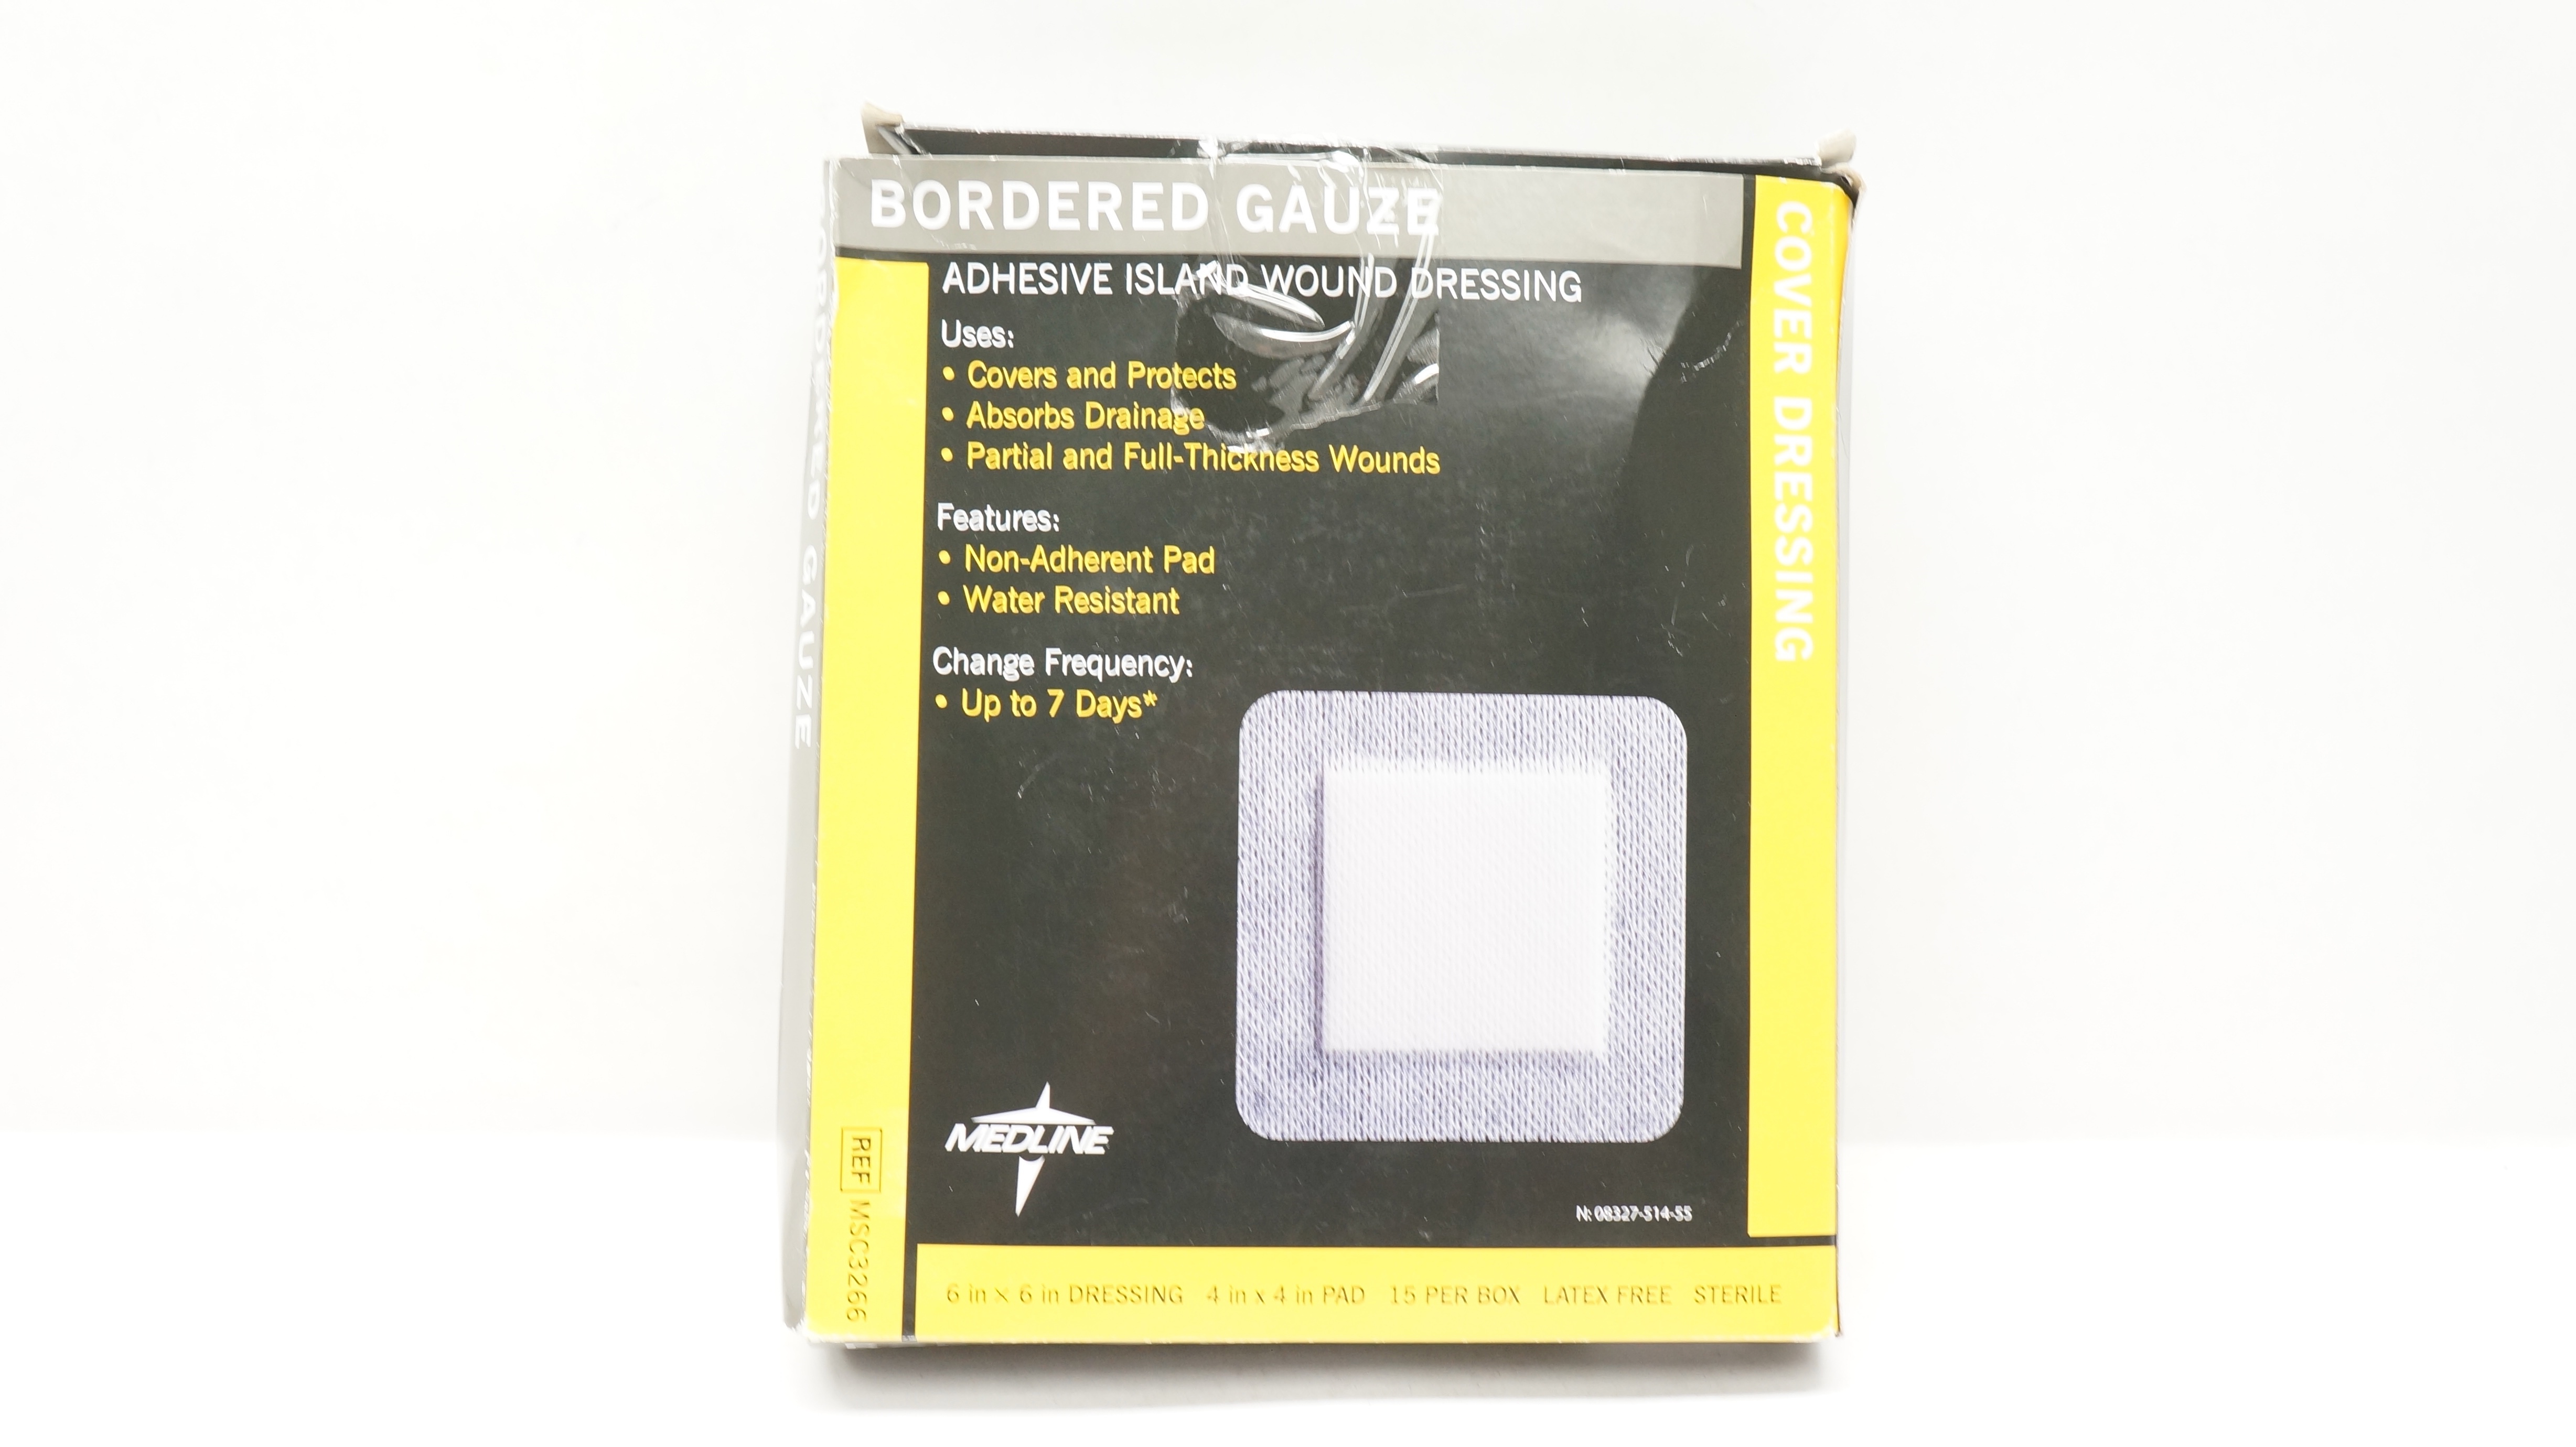 BORDERED GAUZE
ADHESIVE ISLAND WOUND DRESSING
Uses:
• Covers and Protects
• Absorbs Drainage
• Partial and Full-Thickness Wounds
Features:
• Non-Adherent Pad
• Water Resistant
Change Frequency:
• Up to 7 Days*
COVER DRESSING
BORDERED GAUZE
MEDLINE
REF MSC3266
N: 08327-514-55
6 in x 6 in DRESSING 4 in x 4 in PAD 15 PER BOX LATEX FREE STERILE